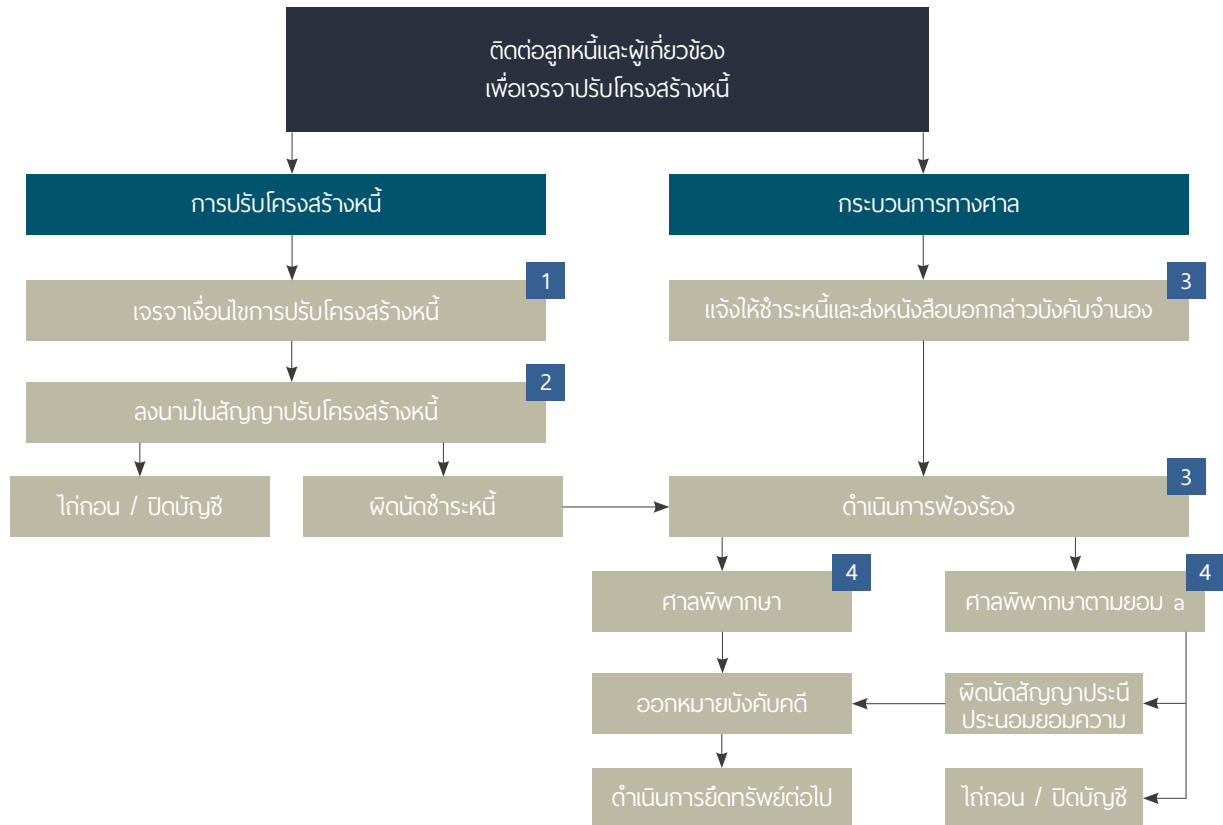 ติดต่อลูกหนี้และผู้เกี่ยวข้อง
เพื่อเจรจาปรับโครงสร้างหนี้
การปรับโครงสร้างหนี้
กระบวนการทางศาล
1
เจรจาเงื่อนไขการปรับโครงสร้างหนี้
3
แจ้งให้ชำระหนี้และส่งหนังสือบอกกล่าวบังคับจำนอง
2
ลงนามในสัญญาปรับโครงสร้างหนี้
ไถ่ถอน / ปิดบัญชี
ผิดนัดชำระหนี้
3
ดำเนินการฟ้องร้อง
4
ศาลพิพากษา
4
ศาลพิพากษาตามยอม a
ออกหมายบังคับคดี
ผิดนัดสัญญาประนี
ประนอมยอมความ
ดำเนินการยึดทรัพย์ต่อไป
ไถ่ถอน / ปิดบัญชี